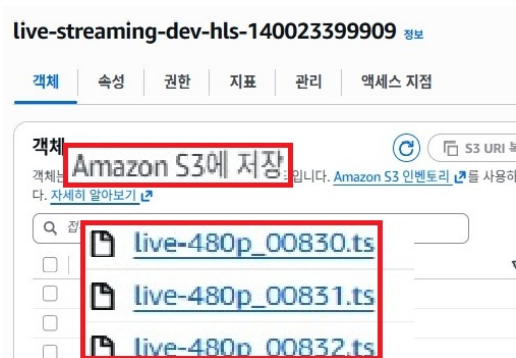 live-streaming-dev-hls-140023399909 정보
객체 속성 권한 지표 관리 액세스 지점
객체
Amazon S3에 저장
객체는 입니다. Amazon S3 인벤토리 를 사용하
다. 자세히 알아보기
S3 URI
live-480p_00830.ts
live-480p_00831.ts
live-480p_00832.ts